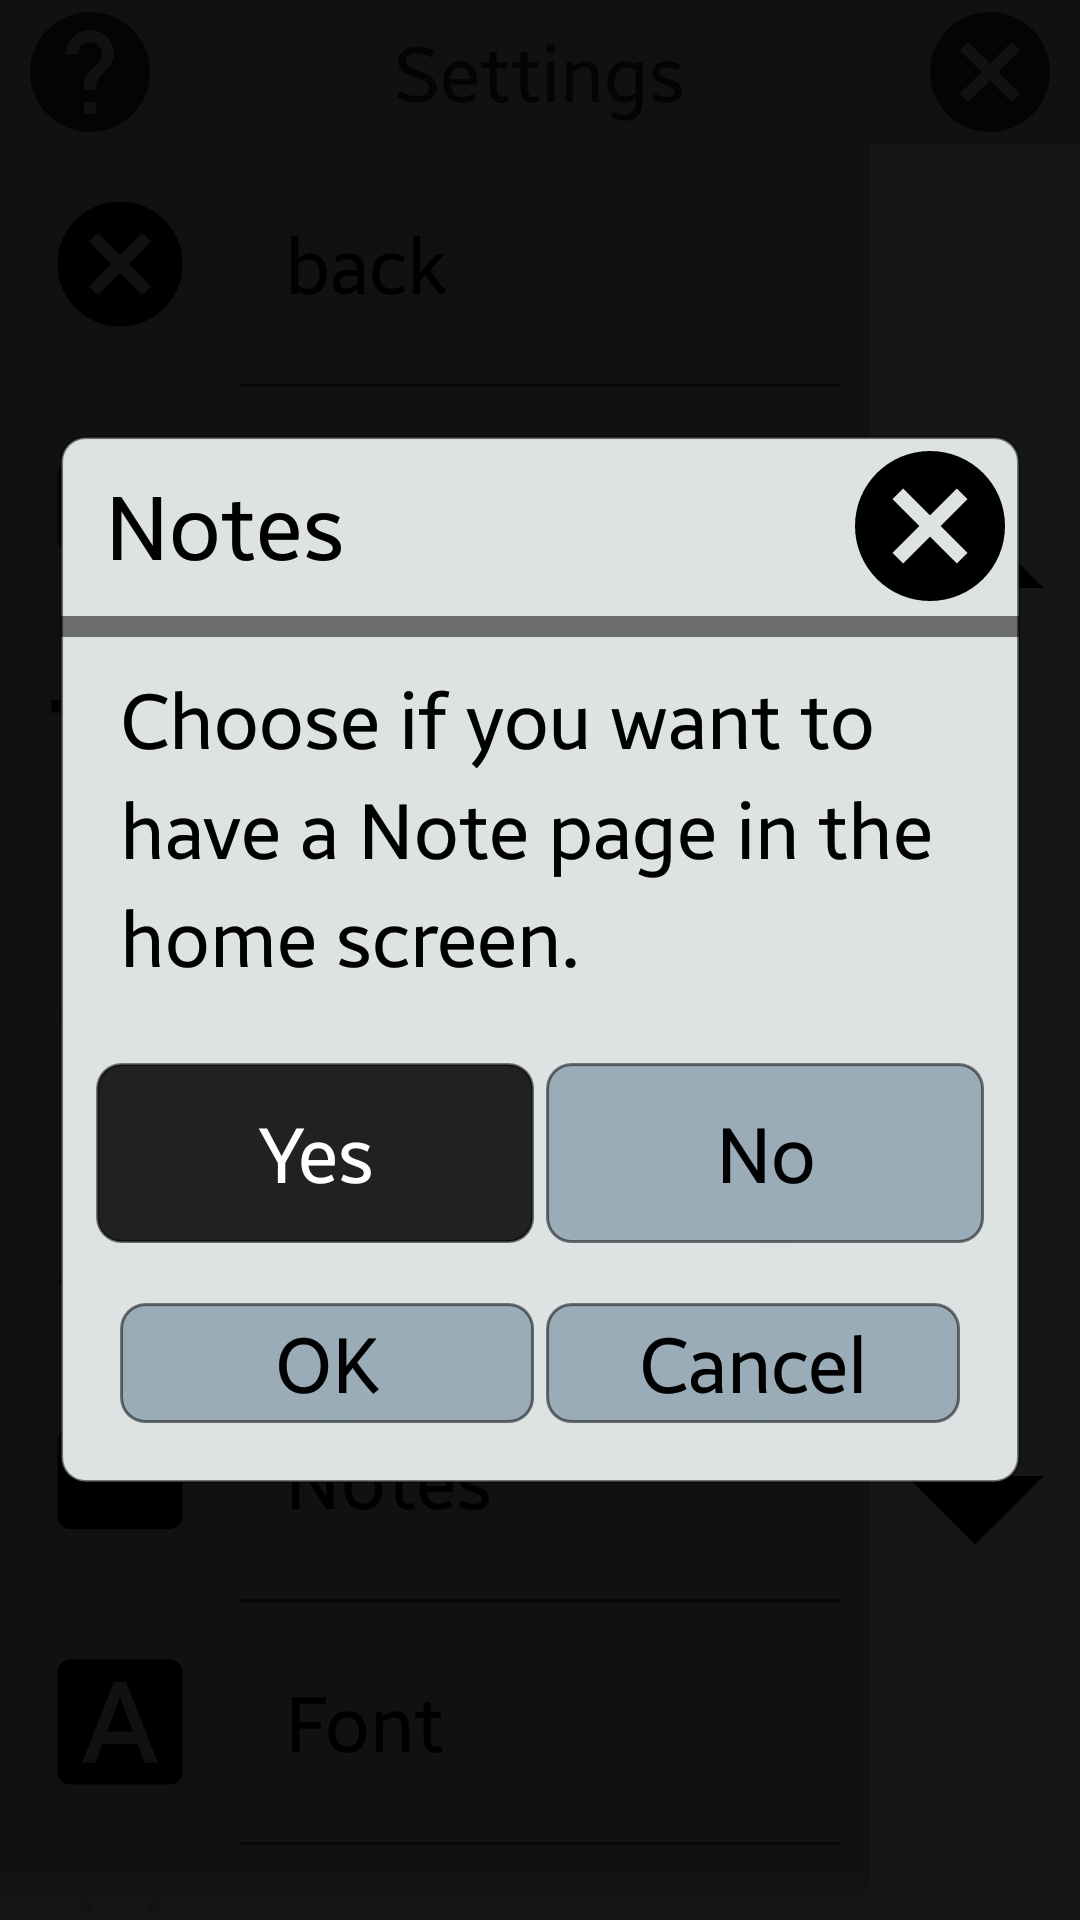 Settings
back
Notes
Choose if you want to
have a Note page in the
home screen.
Yes
No
OK
Cancel
Notes
A Font